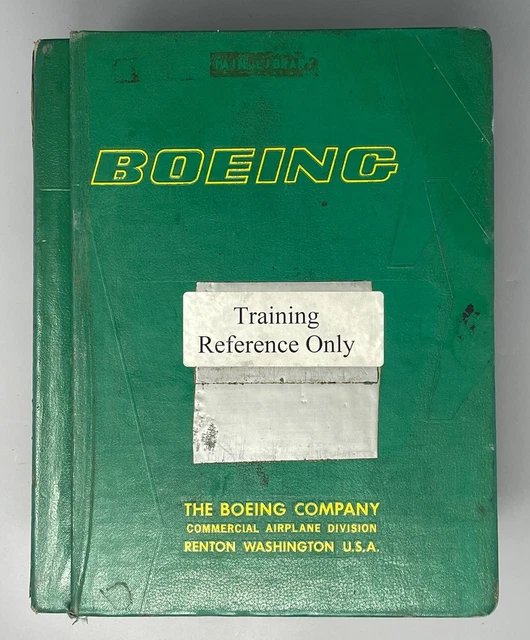 BOEING
Training
Reference Only
THE BOEING COMPANY
COMMERCIAL AIRPLANE DIVISION
RENTON WASHINGTON U.S.A.